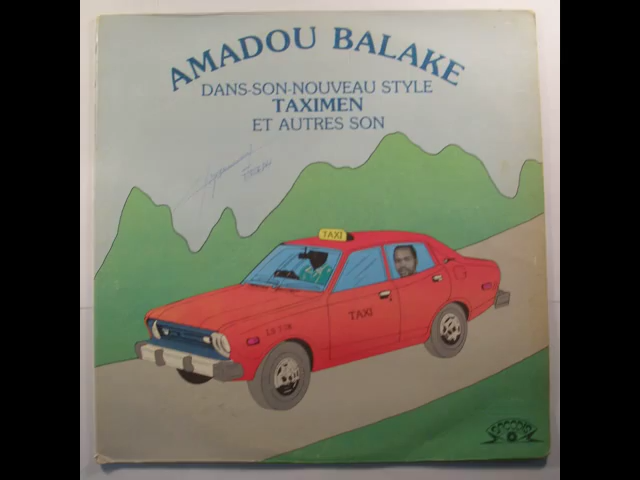 AMADOU BALAKE
DANS-SON-NOUVEAU STYLE
TAXIMEN
ET AUTRES SON
TAXI
TAXI